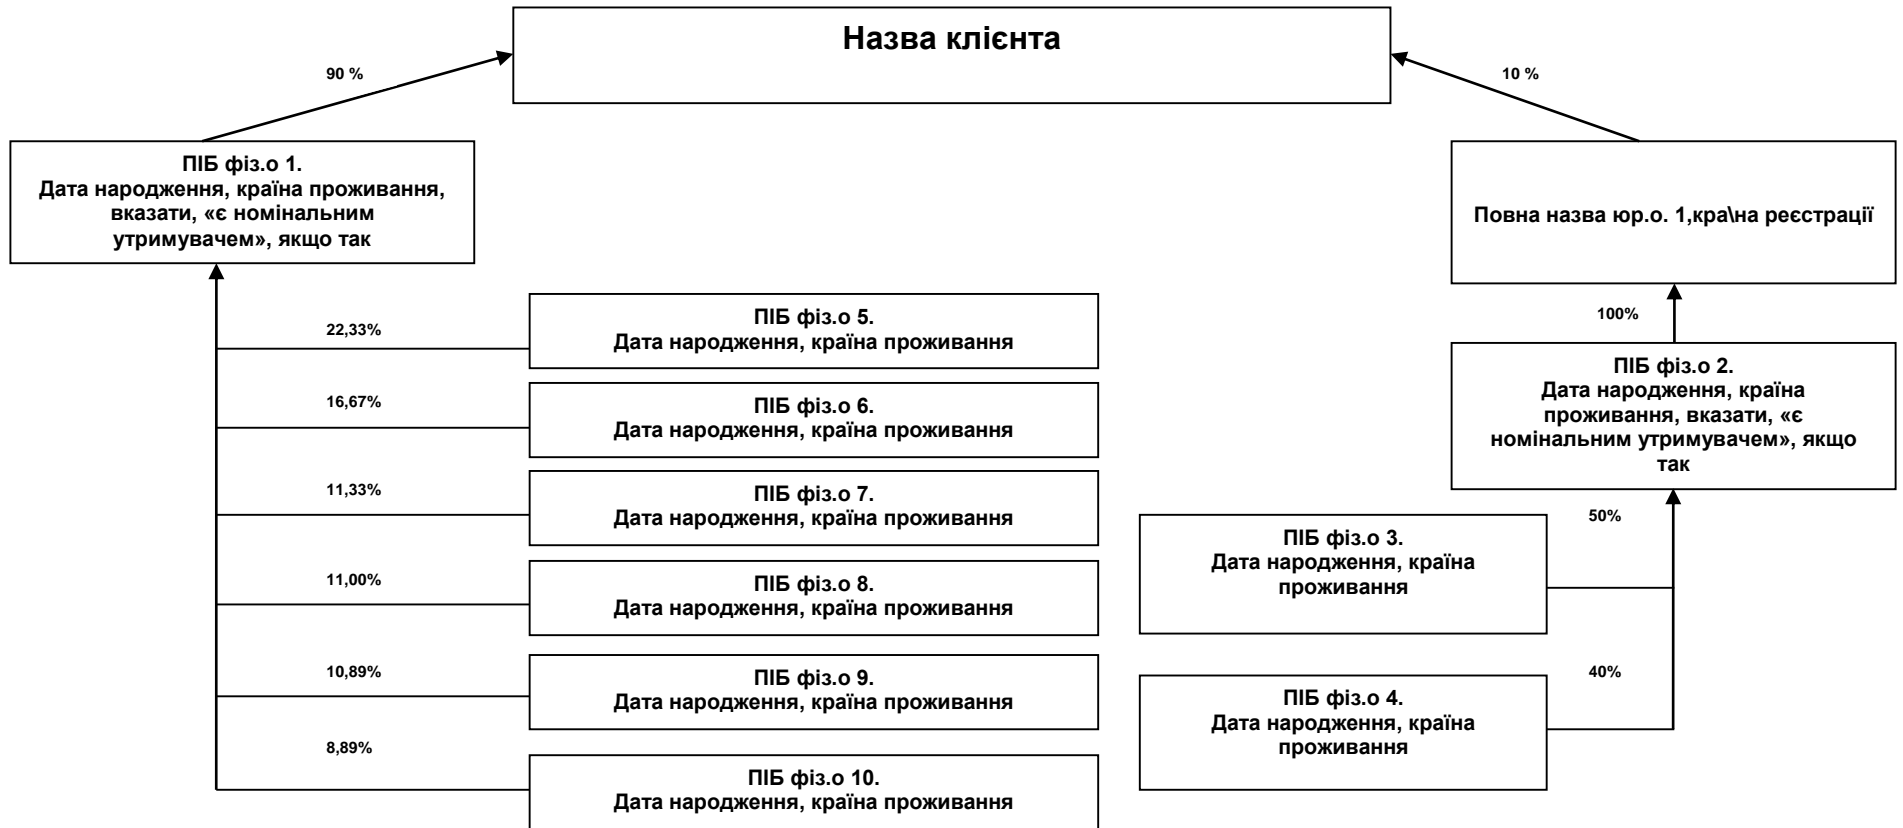 Назва клієнта
90 %
10 %
ПІБ фіз.о 1.
Дата народження, країна проживання,
вказати, «є номінальним
утримувачем», якщо так
Повна назва юр.о. 1,кра\на реєстрації
22,33%
ПІБ фіз.о 5.
Дата народження, країна проживання
100%
16,67%
ПІБ фіз.о 6.
Дата народження, країна проживання
ПІБ фіз.о 2.
Дата народження, країна
проживання, вказати, «є
номінальним утримувачем», якщо
так
11,33%
ПІБ фіз.о 7.
Дата народження, країна проживання
50%
ПІБ фіз.о 3.
Дата народження, країна
проживання
11,00%
ПІБ фіз.о 8.
Дата народження, країна проживання
10,89%
ПІБ фіз.о 9.
Дата народження, країна проживання
40%
ПІБ фіз.о 4.
Дата народження, країна
проживання
8,89%
ПІБ фіз.о 10.
Дата народження, країна проживання